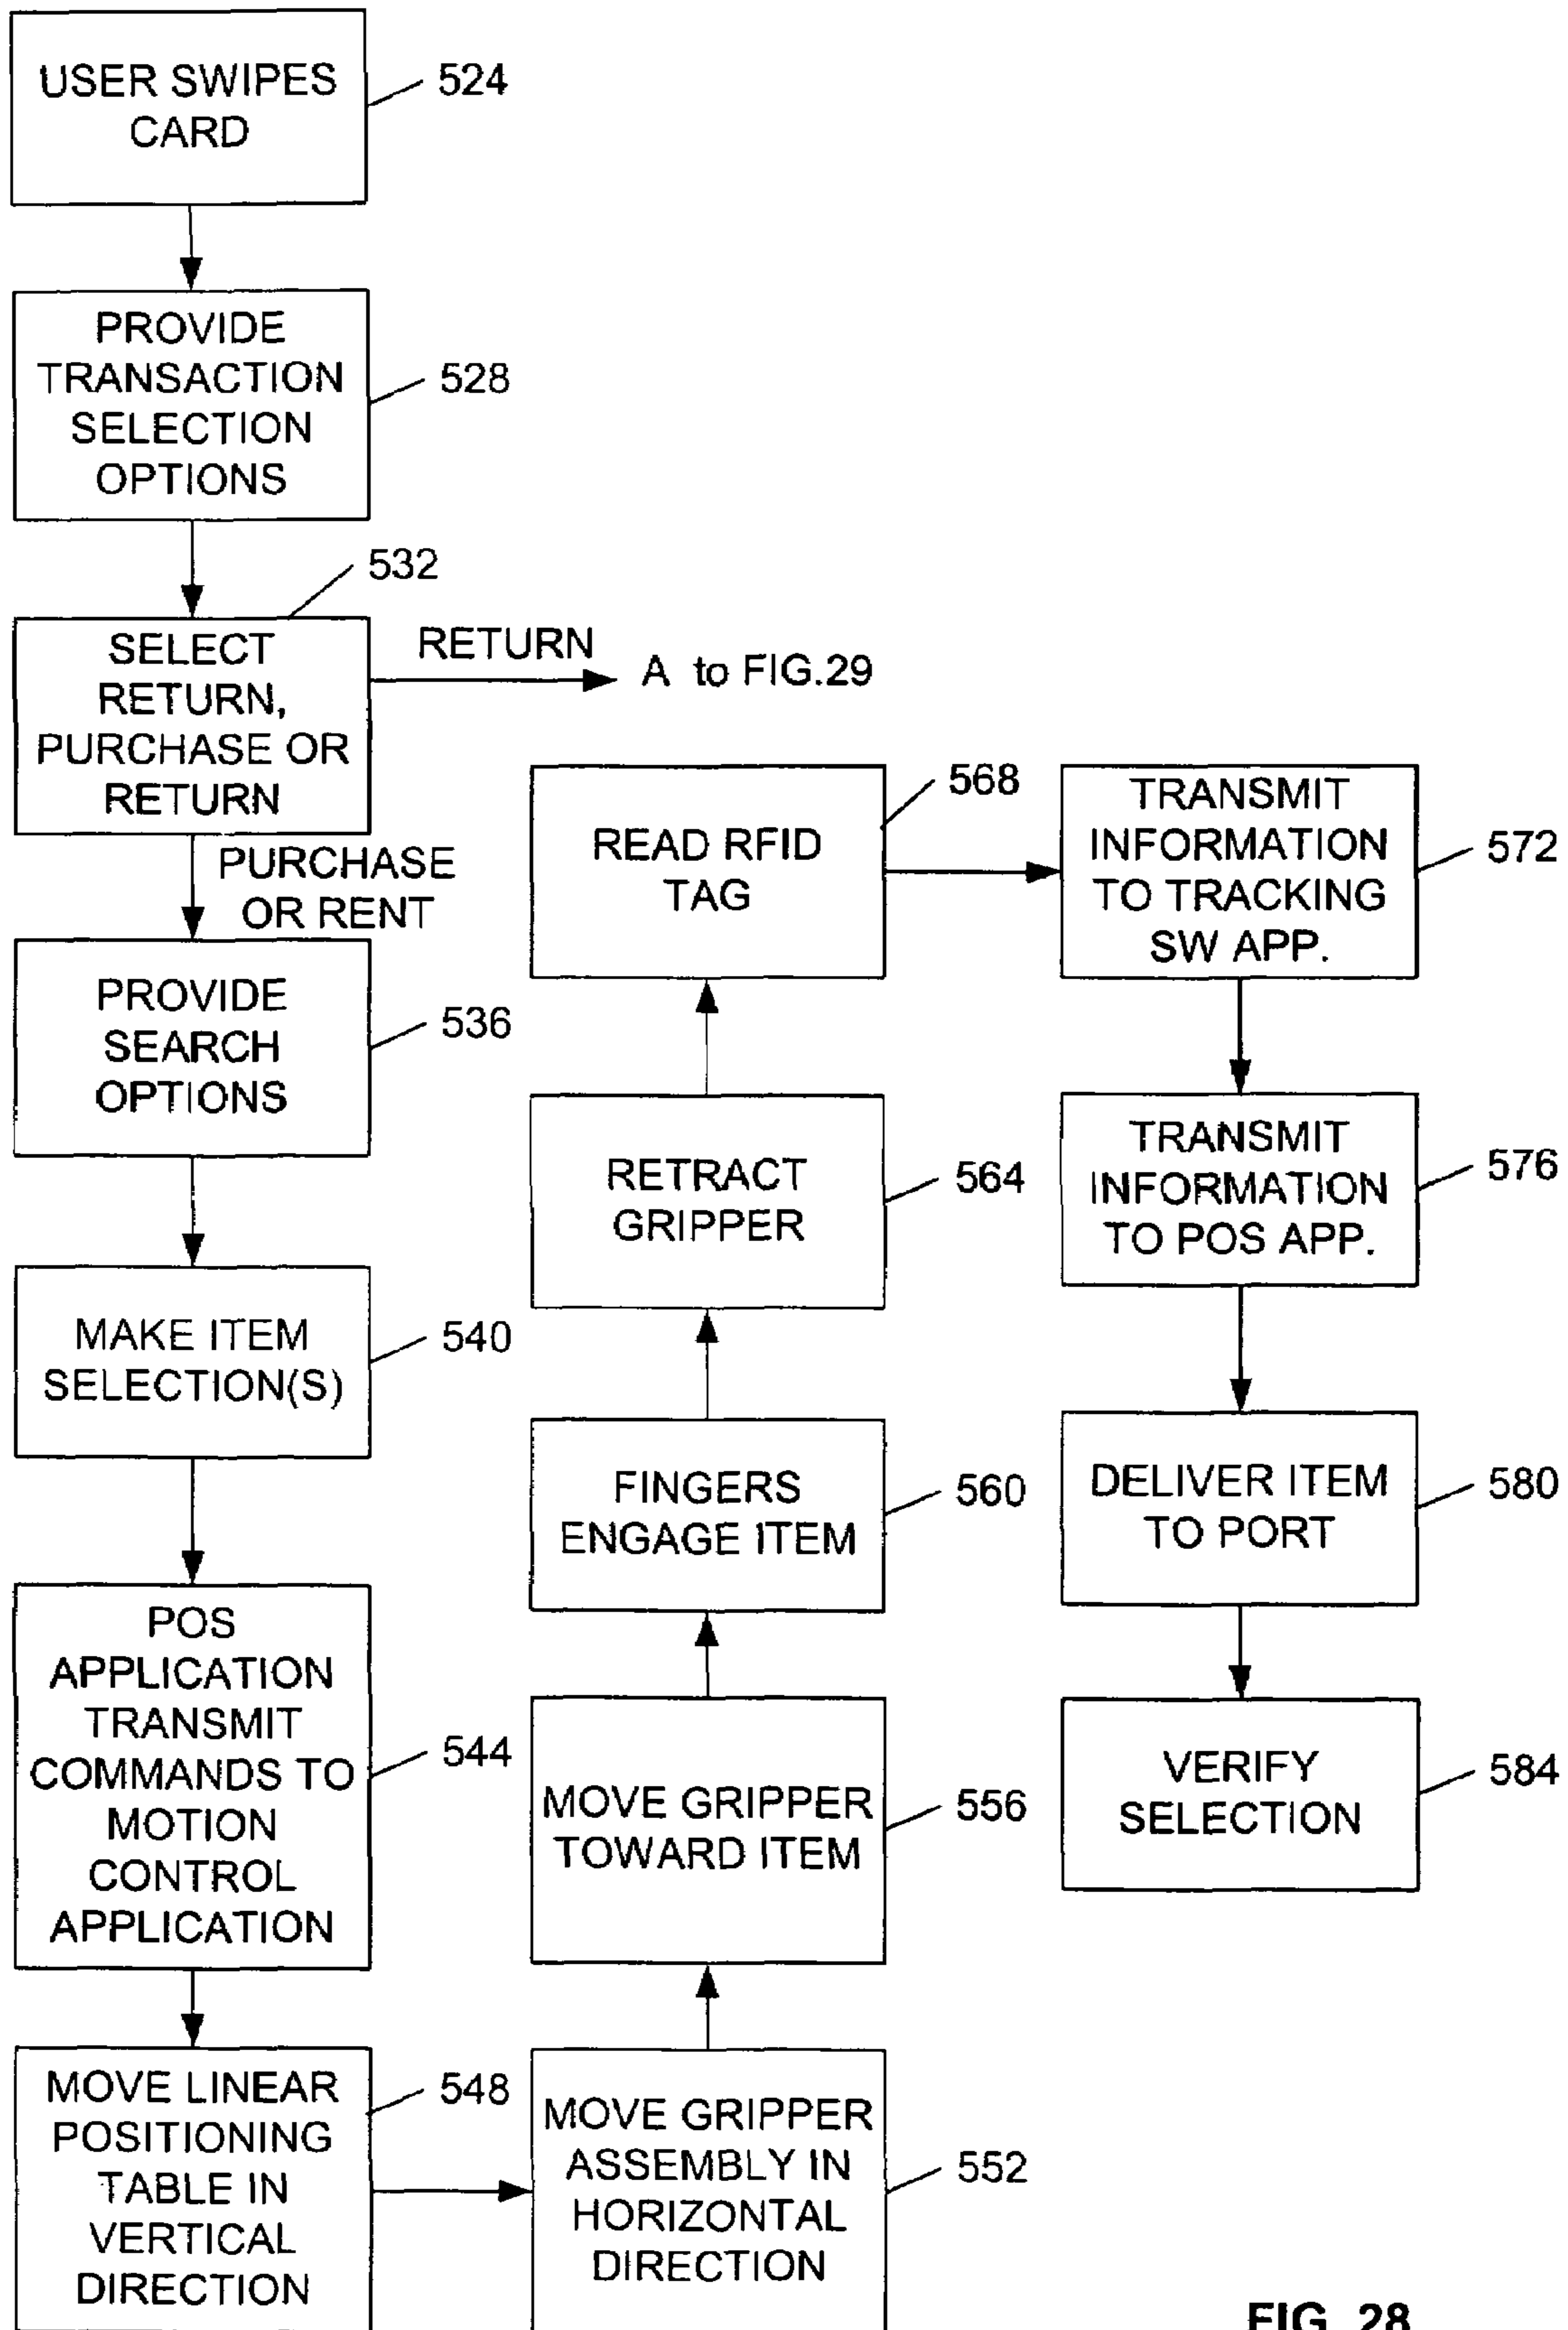 USER SWIPES
CARD
524
PROVIDE
TRANSACTION
SELECTION
OPTIONS
528
532
SELECT
RETURN,
PURCHASE OR
RETURN
RETURN
A to FIG.29
PURCHASE
OR RENT
PROVIDE
SEARCH
OPTIONS
536
MAKE ITEM
SELECTION(S)
540
POS
APPLICATION
TRANSMIT
COMMANDS TO
MOTION
CONTROL
APPLICATION
544
MOVE LINEAR
POSITIONING
TABLE IN
VERTICAL
DIRECTION
548
MOVE GRIPPER
ASSEMBLY IN
HORIZONTAL
DIRECTION
552
MOVE GRIPPER
TOWARD ITEM
556
FINGERS
ENGAGE ITEM
560
RETRACT
GRIPPER
564
READ RFID
TAG
568
TRANSMIT
INFORMATION
TO TRACKING
SW APP.
572
TRANSMIT
INFORMATION
TO POS APP.
576
DELIVER ITEM
TO PORT
580
VERIFY
SELECTION
584
FIG. 28